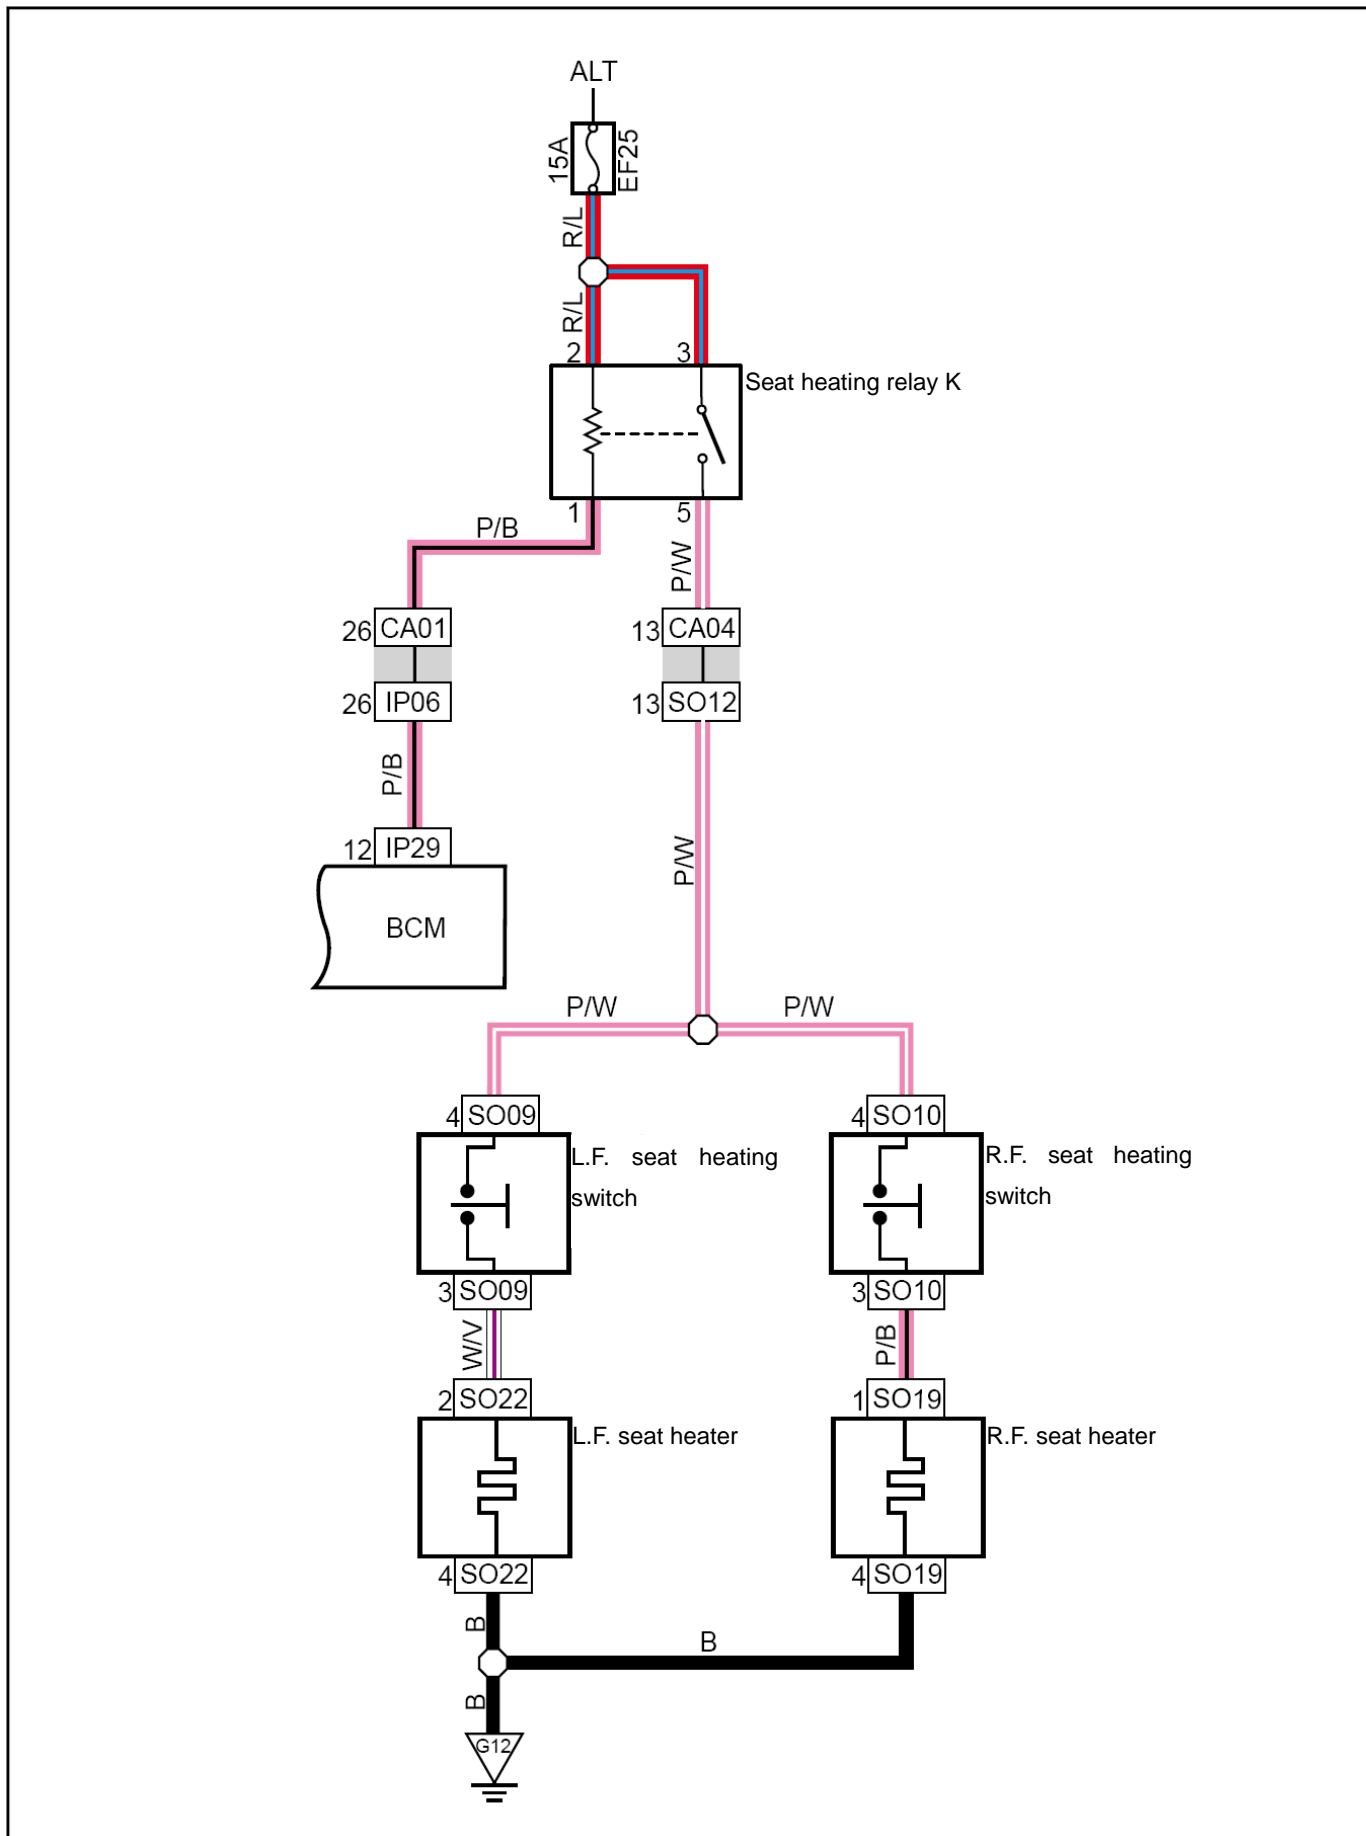 ALT
15A
EF25
R/L
R/L
2
3
Seat heating relay K
1
5
P/B
P/W
26 CA01
13 CA04
26 IP06
13 SO12
P/B
P/W
12 IP29
BCM
P/W
P/W
4 SO09
4 SO10
L.F. seat heating
switch
R.F. seat heating
switch
3 SO09
3 SO10
W/V
P/B
2 SO22
1 SO19
L.F. seat heater
R.F. seat heater
4 SO22
4 SO19
B
B
B
G12